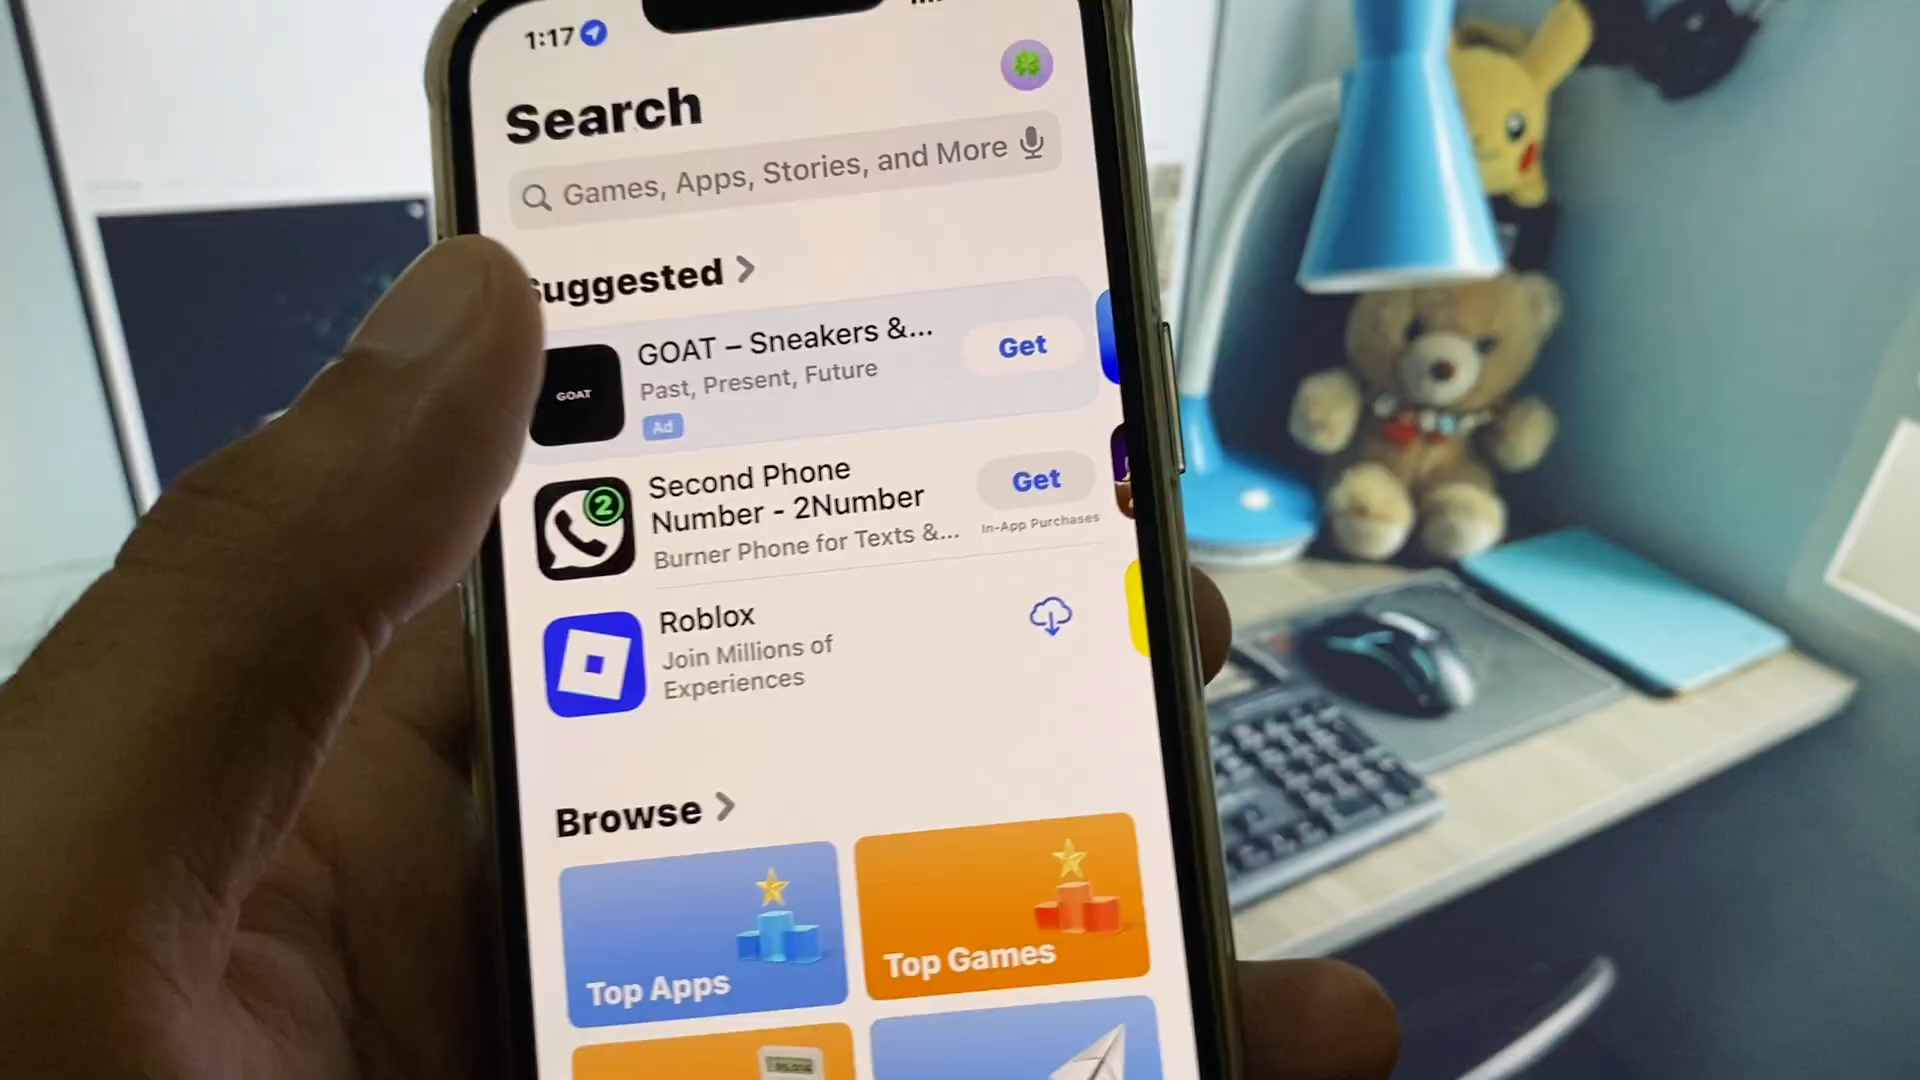 1:17
Search
Games, Apps, Stories, and More
Suggested
GOAT – Sneakers &...
Get
Past, Present, Future
GOAT
Ad
Second Phone
Number - 2Number
Get
2
In-App Purchases
Burner Phone for Texts &...
Roblox
Join Millions of
Experiences
Browse
Top Apps
Top Games